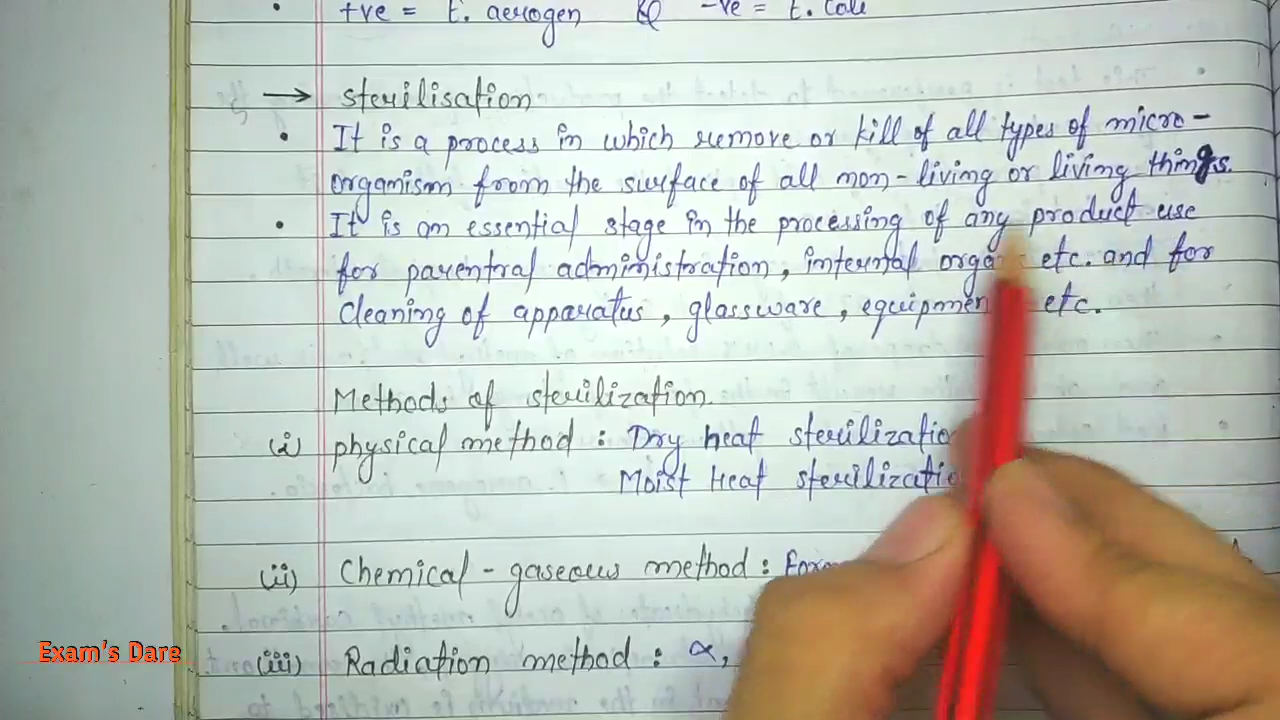 +ve = E. aerogen & -ve = E. Coli
→ Sterilisation
• It is a process in which remove or kill of all types of micro-
organism from the surface of all non-living or living things.
• It is an essential stage in the processing of any product use
for parentral administration, internal organ etc. and for
Cleaning of apparatus, glassware, equipmen etc.
Methods of sterilization
(i) physical method : Dry heat sterilizatio
Moist Heat sterilizatio
(ii) Chemical - gaseous method : Form
(iii) Radiation method : α,
Exam's Dare